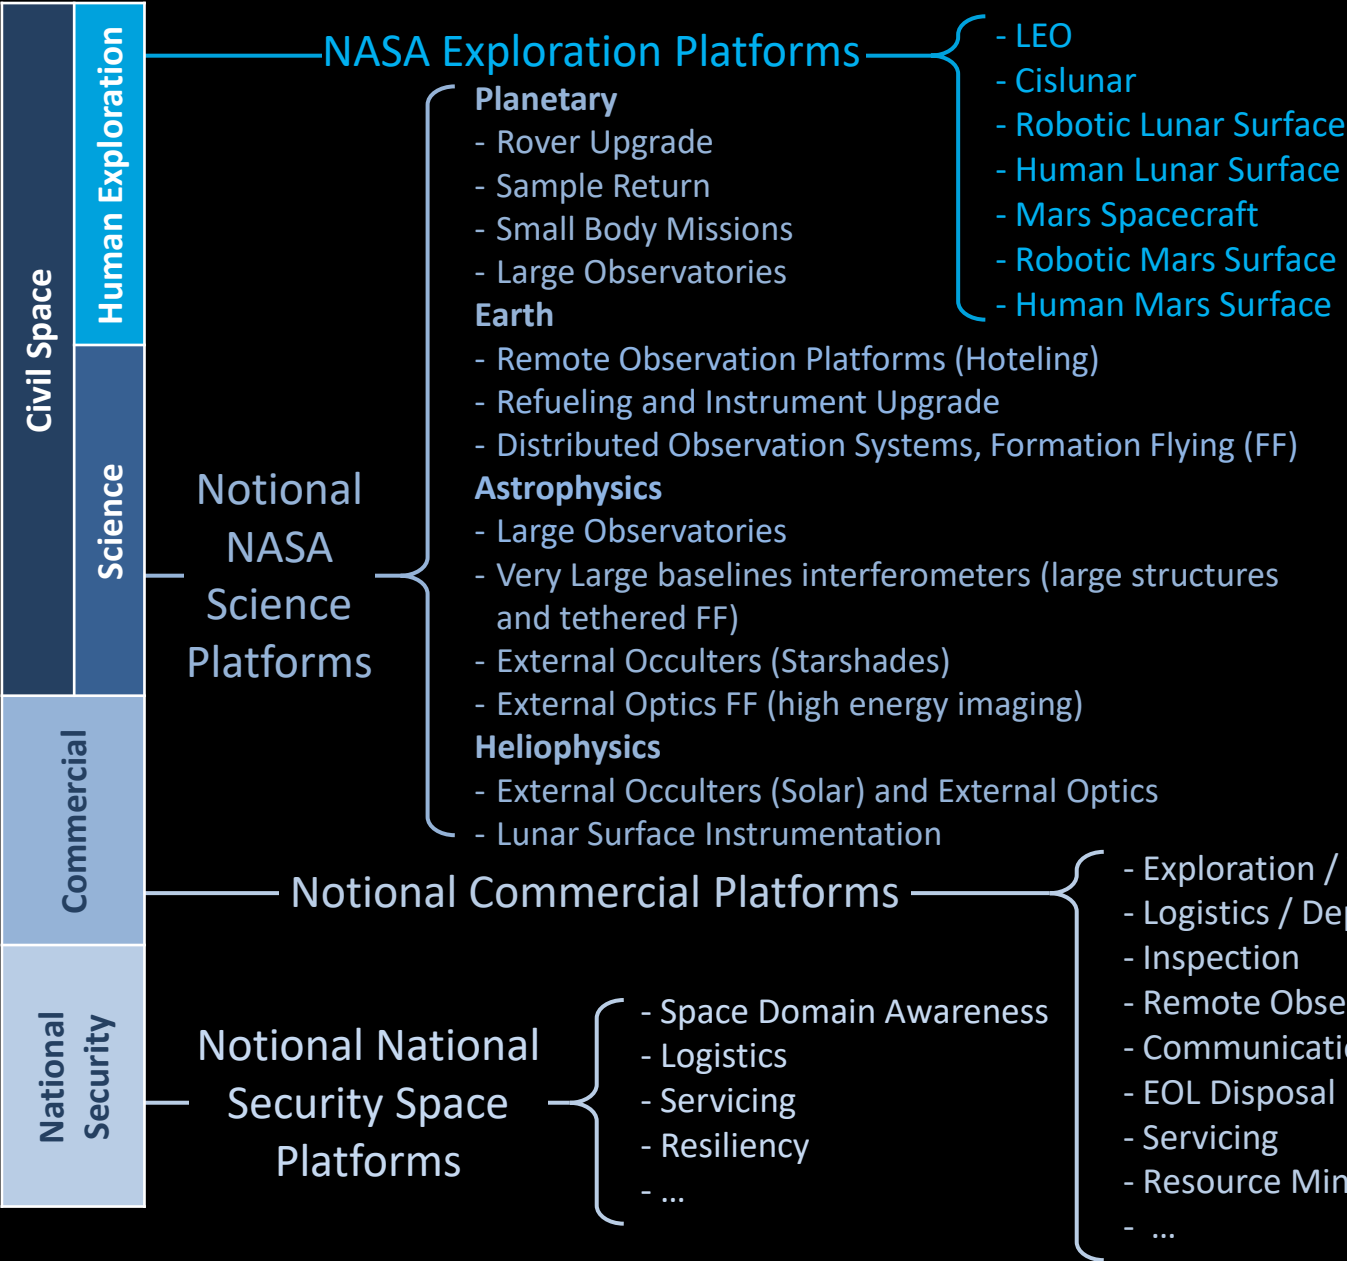 Civil Space
Human Exploration
Science
Commercial
National
Security
NASA Exploration Platforms
- LEO
- Cislunar
- Robotic Lunar Surface
- Human Lunar Surface
- Mars Spacecraft
- Robotic Mars Surface
- Human Mars Surface
Notional
NASA
Science
Platforms
Planetary
- Rover Upgrade
- Sample Return
- Small Body Missions
- Large Observatories
Earth
- Remote Observation Platforms (Hoteling)
- Refueling and Instrument Upgrade
- Distributed Observation Systems, Formation Flying (FF)
Astrophysics
- Large Observatories
- Very Large baselines interferometers (large structures
and tethered FF)
- External Occulters (Starshades)
- External Optics FF (high energy imaging)
Heliophysics
- External Occulters (Solar) and External Optics
- Lunar Surface Instrumentation
Notional Commercial Platforms
- Exploration /
- Logistics /
- Inspection
- Remote
- EOL Disposal
- Servicing
- Resource
- ...
Notional National
Security Space
Platforms
- Space Domain Awareness
- Logistics
- Servicing
- Resiliency
- ...